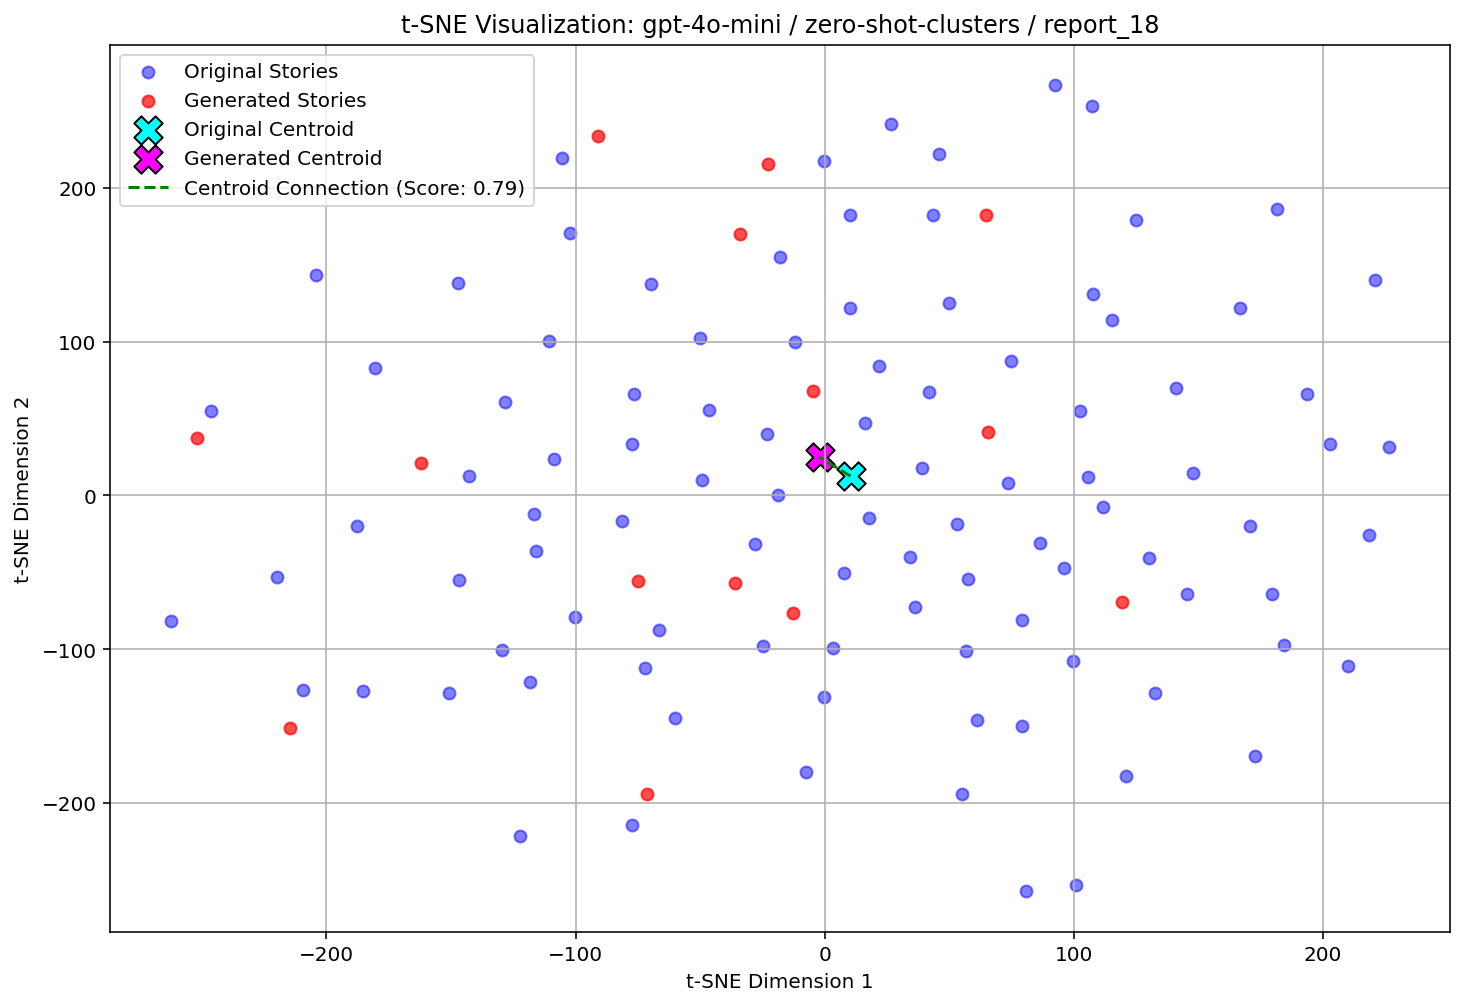 t-SNE Visualization: gpt-4o-mini / zero-shot-clusters / report_18
Original Stories
Generated Stories
Original Centroid
Generated Centroid
Centroid Connection (Score: 0.79)
200
100
0
−100
−200
t-SNE Dimension 2
−200
−100
0
100
200
t-SNE Dimension 1